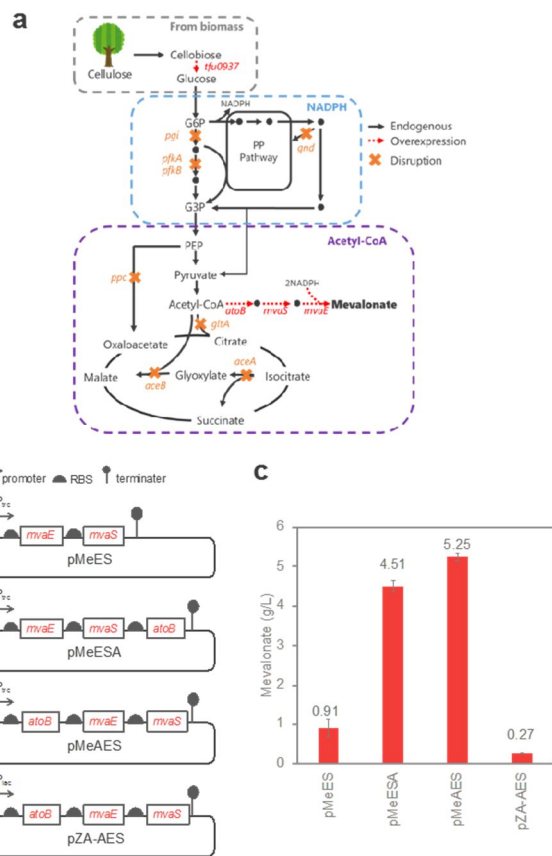 a
From biomass
Cellulose
Cellobiose
tfu0937
Glucose
NADPH
NADPH
G6P
pgi
PP
Pathway
gnd
pfkA
pfkB
G3P
Endogenous
Overexpression
Disruption
Acetyl-CoA
PEP
ppc
Pyruvate
2NADPH
Acetyl-CoA
atoB
mvaS
mvaE
Mevalonate
gltA
Oxaloacetate
Citrate
aceA
Malate
aceB
Glyoxylate
Isocitrate
Succinate
promoter RBS terminater
mvaE mvaS
pMeES
mvaE mvaS atoB
pMeESA
atoB mvaE mvaS
pMeAES
atoB mvaE mvaS
pZA-AES
c
Mevalonate (g/L)
6
5
4
3
2
1
0
0.91
4.51
5.25
0.27
pMeES
pMeESA
pMeAES
pZA-AES